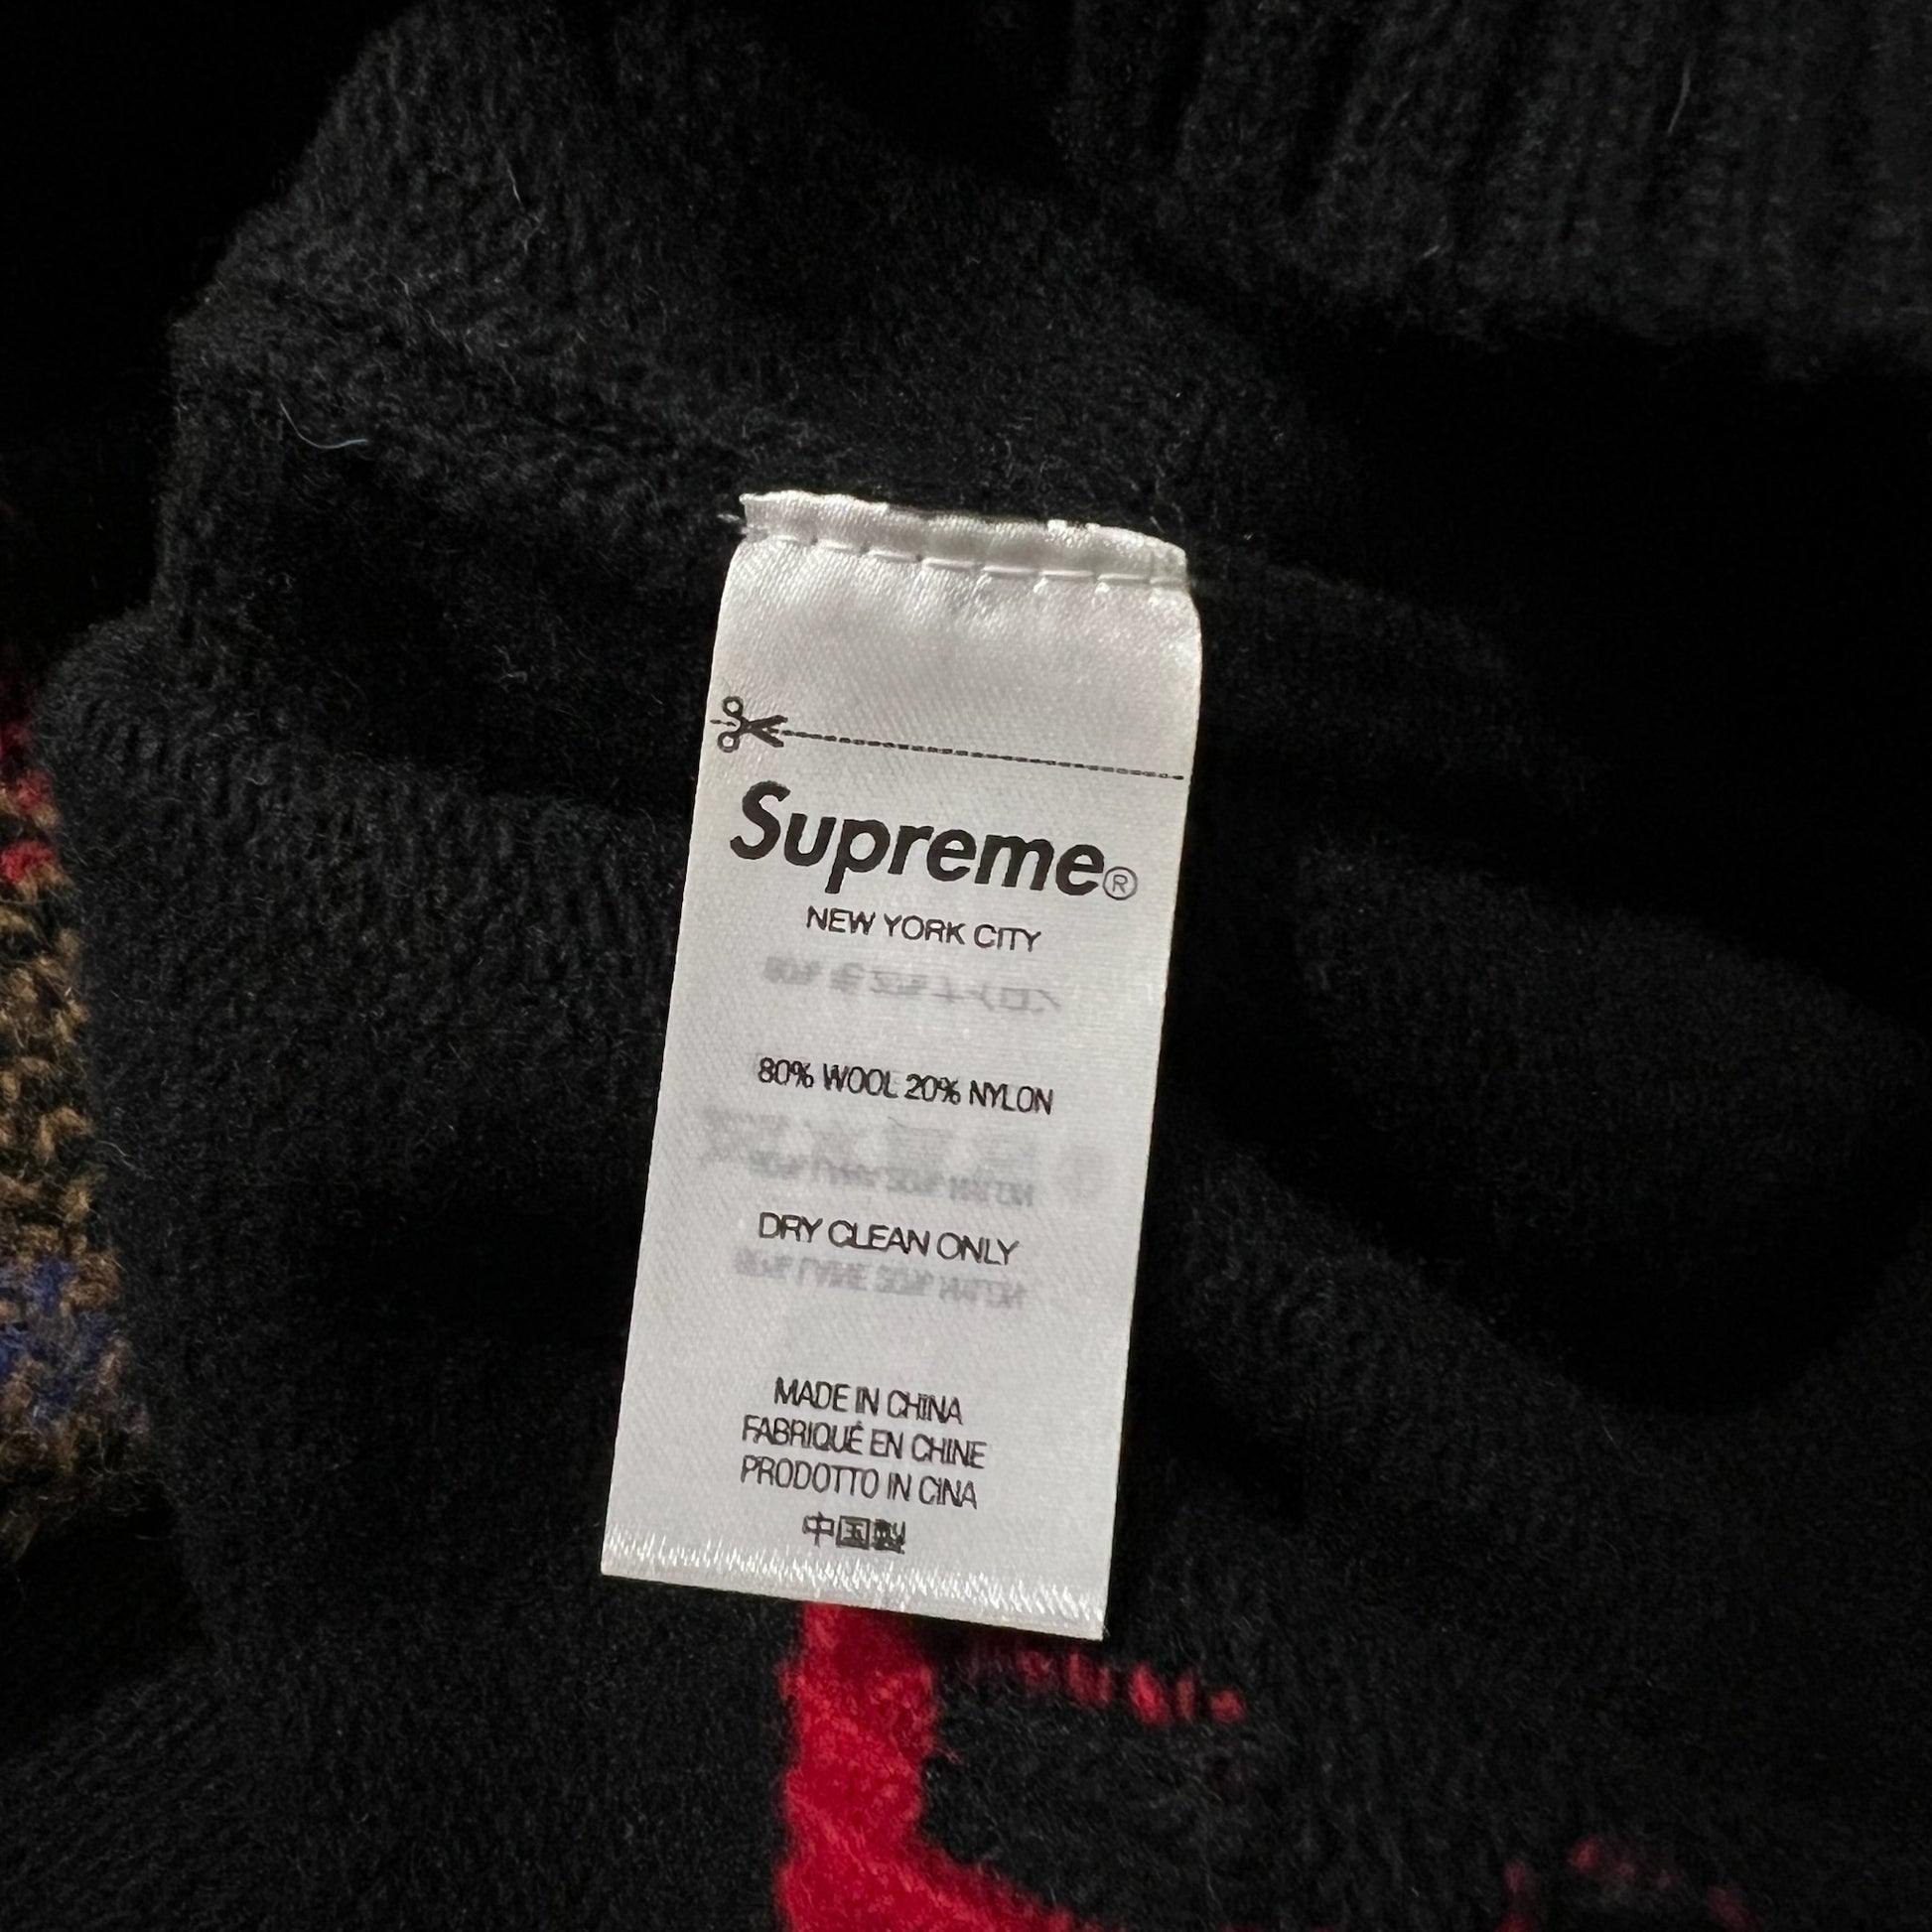 Supreme®
NEW YORK CITY
80% WOOL 20% NYLON
DRY CLEAN ONLY
MADE IN CHINA
FABRIQUÉ EN CHINE
PRODOTTO IN CINA
中国製